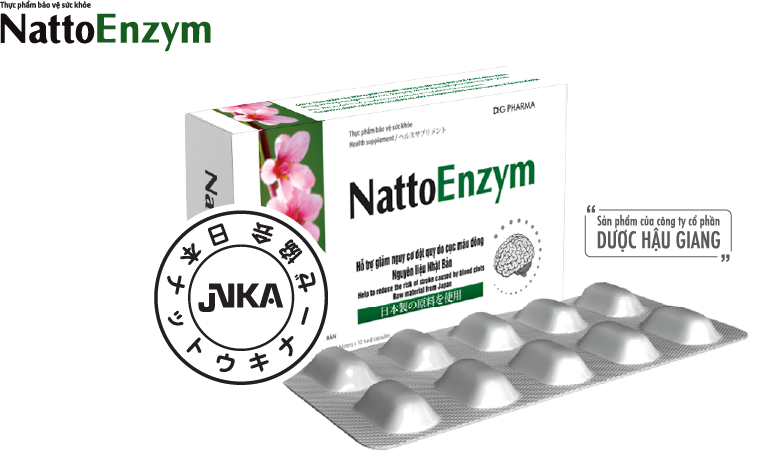 Thực phẩm bảo vệ sức khỏe
NattoEnzym
DHG PHARMA
Thực phẩm bảo vệ sức khỏe
Health supplement / ヘルスサプリメント
NattoEnzym
Hỗ trợ giảm nguy cơ đột quỵ do cục máu đông
Nguyên liệu Nhật Bản
Help to reduce the risk of stroke caused by blood clots
Raw material from Japan
日本製の原料を使用
x 10 hard capsules
日本ナットウキナーゼ協会
JNKA
“Sản phẩm của công ty cổ phần
DƯỢC HẬU GIANG”